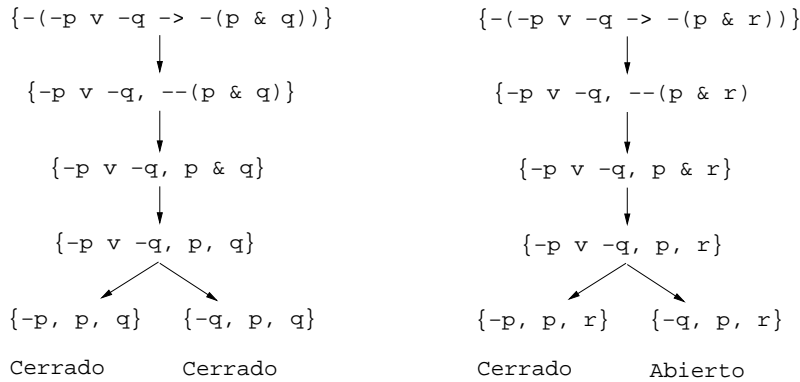 {-(-p v -q -> -(p & q))} {-(-p v -q -> -(p & r))}
{-p v -q, --(p & q)} {-p v -q, --(p & r)
{-p v -q, p & q} {-p v -q, p & r}
{-p v -q, p, q} {-p v -q, p, r}
{-p, p, q} {-q, p, q} {-p, p, r} {-q, p, r}
Cerrado Cerrado Cerrado Abierto